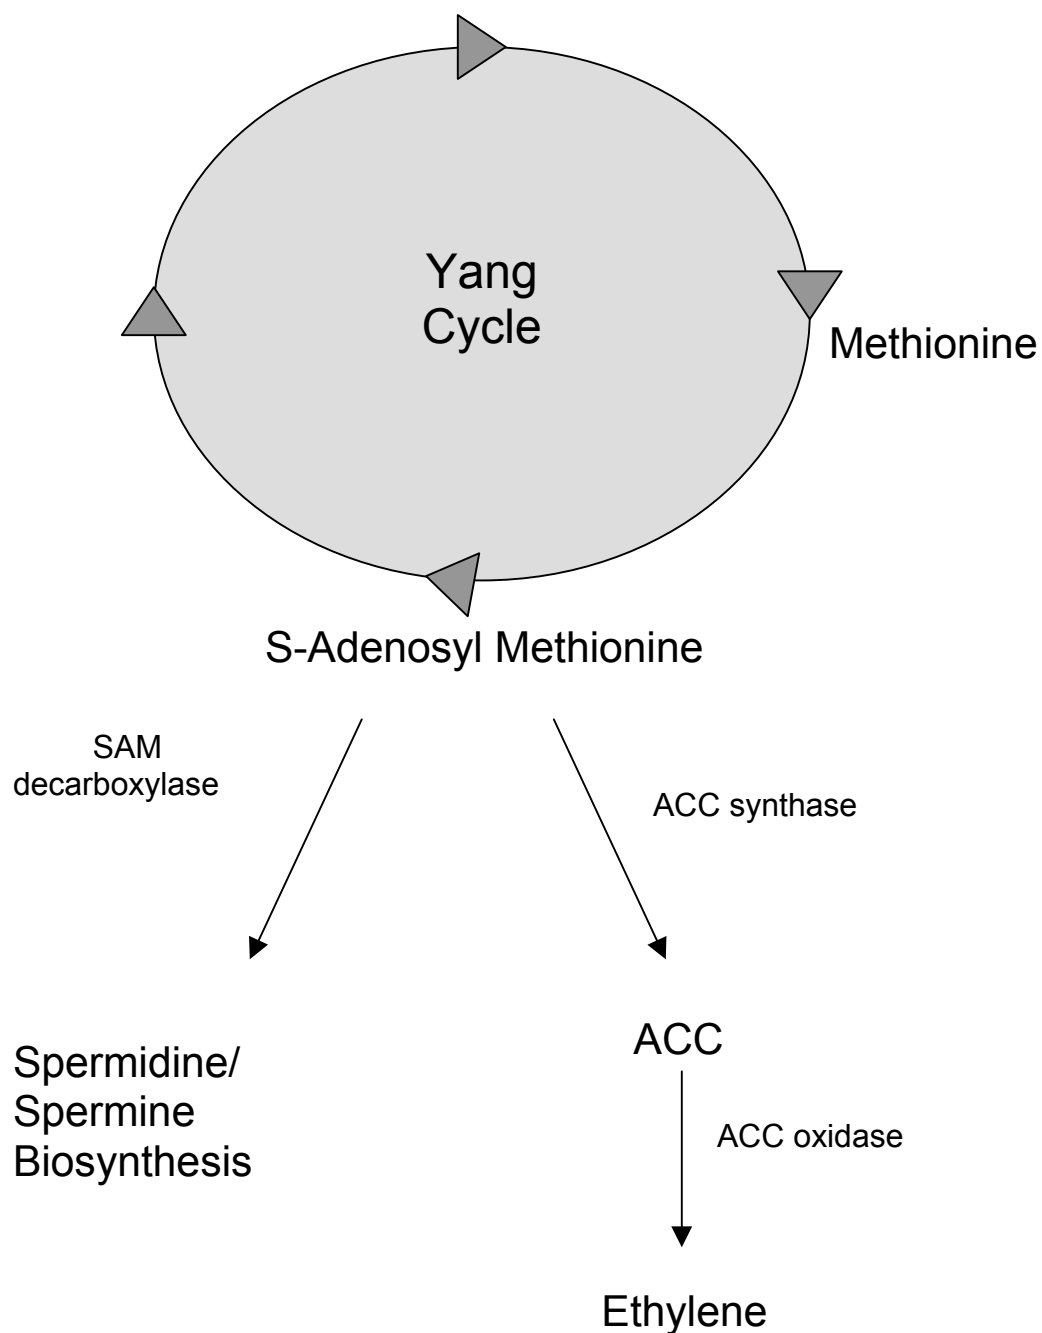 Yang
Cycle
Methionine
S-Adenosyl Methionine
SAM
decarboxylase
ACC synthase
ACC
Spermidine/
Spermine
Biosynthesis
ACC oxidase
Ethylene